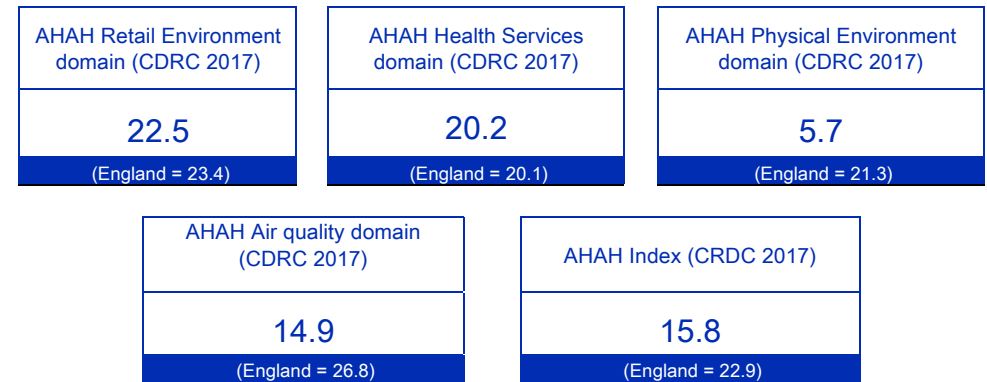 AHAH Retail Environment
domain (CDRC 2017)
22.5
(England = 23.4)
AHAH Health Services
domain (CDRC 2017)
20.2
(England = 20.1)
AHAH Physical Environment
domain (CDRC 2017)
5.7
(England = 21.3)
AHAH Air quality domain
(CDRC 2017)
14.9
(England = 26.8)
AHAH Index (CRDC 2017)
15.8
(England = 22.9)